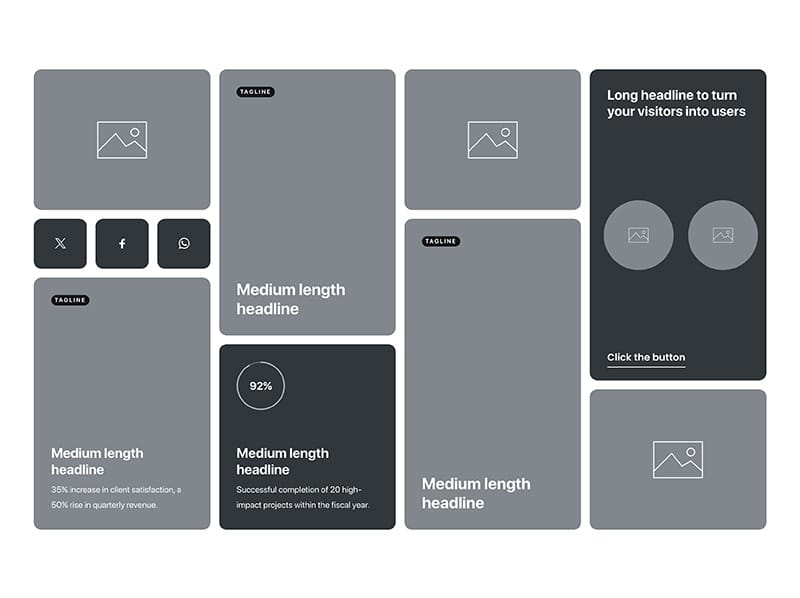 TAGLINE
Medium length
headline
35% increase in client satisfaction, a
50% rise in quarterly revenue.
TAGLINE
Medium length
headline
92%
Medium length
headline
Successful completion of 20 high-
impact projects within the fiscal year.
TAGLINE
Medium length
headline
Long headline to turn
your visitors into users
Click the button